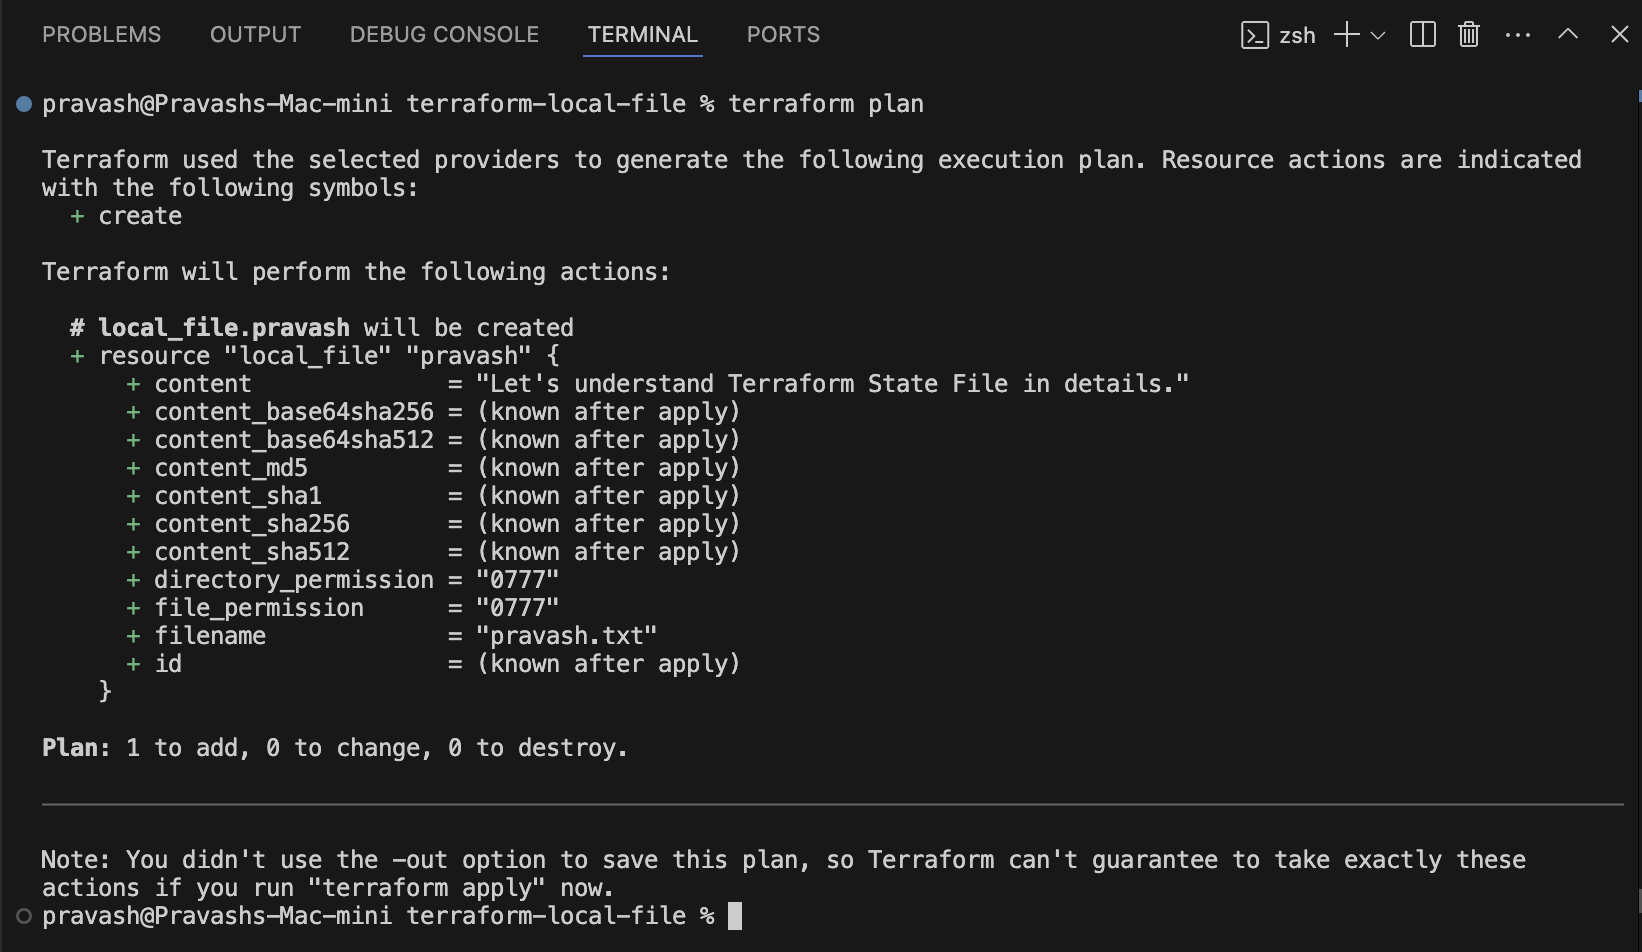 PROBLEMS OUTPUT DEBUG CONSOLE TERMINAL PORTS zsh
pravash@Pravashs-Mac-mini terraform-local-file % terraform plan
Terraform used the selected providers to generate the following execution plan. Resource actions are indicated
with the following symbols:
+ create
Terraform will perform the following actions:
# local_file.pravash will be created
+ resource "local_file" "pravash" {
+ content = "Let's understand Terraform State File in details."
+ content_base64sha256 = (known after apply)
+ content_base64sha512 = (known after apply)
+ content_md5 = (known after apply)
+ content_sha1 = (known after apply)
+ content_sha256 = (known after apply)
+ content_sha512 = (known after apply)
+ directory_permission = "0777"
+ file_permission = "0777"
+ filename = "pravash.txt"
+ id = (known after apply)
}
Plan: 1 to add, 0 to change, 0 to destroy.
Note: You didn't use the -out option to save this plan, so Terraform can't guarantee to take exactly these
actions if you run "terraform apply" now.
pravash@Pravashs-Mac-mini terraform-local-file %